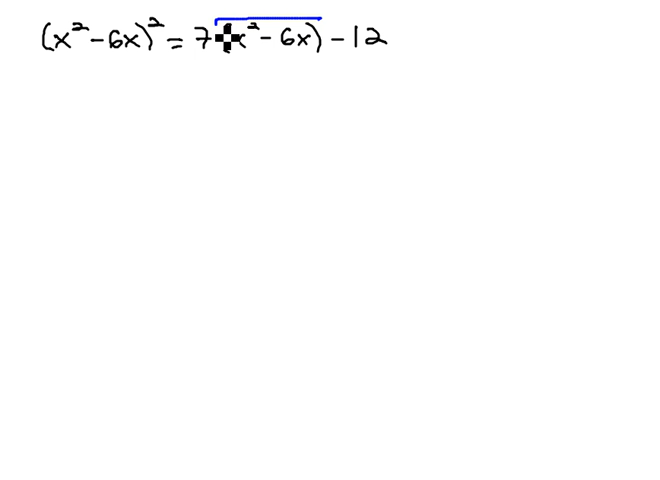 (x² - 6x)² = 7(x² - 6x) - 12